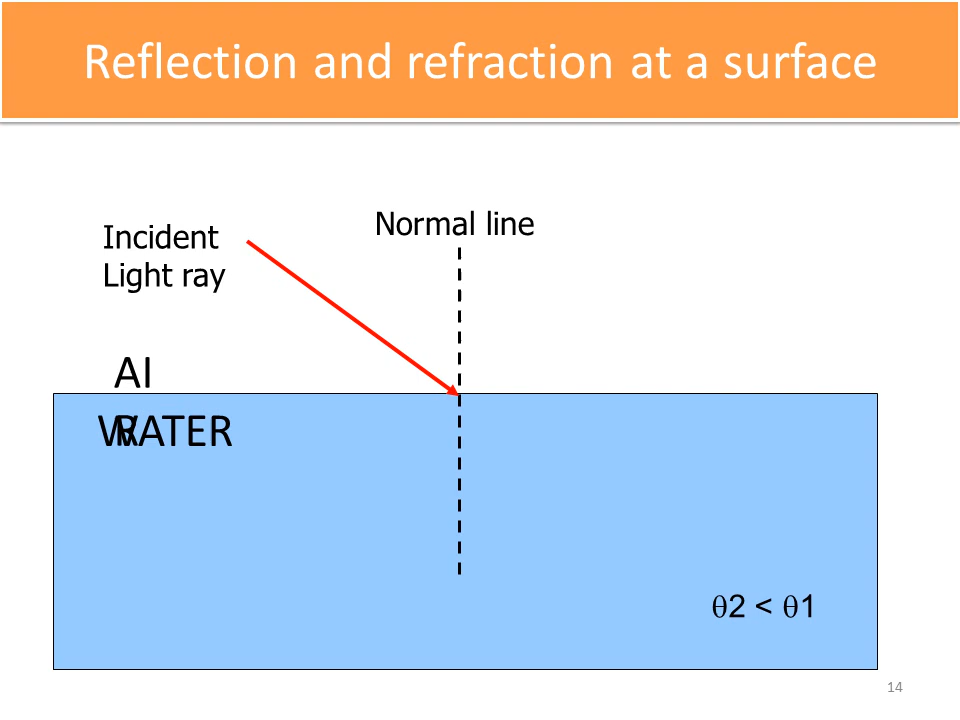 Reflection and refraction at a surface
Normal line
Incident
Light ray
AI
R
WATER
θ2 < θ1
14